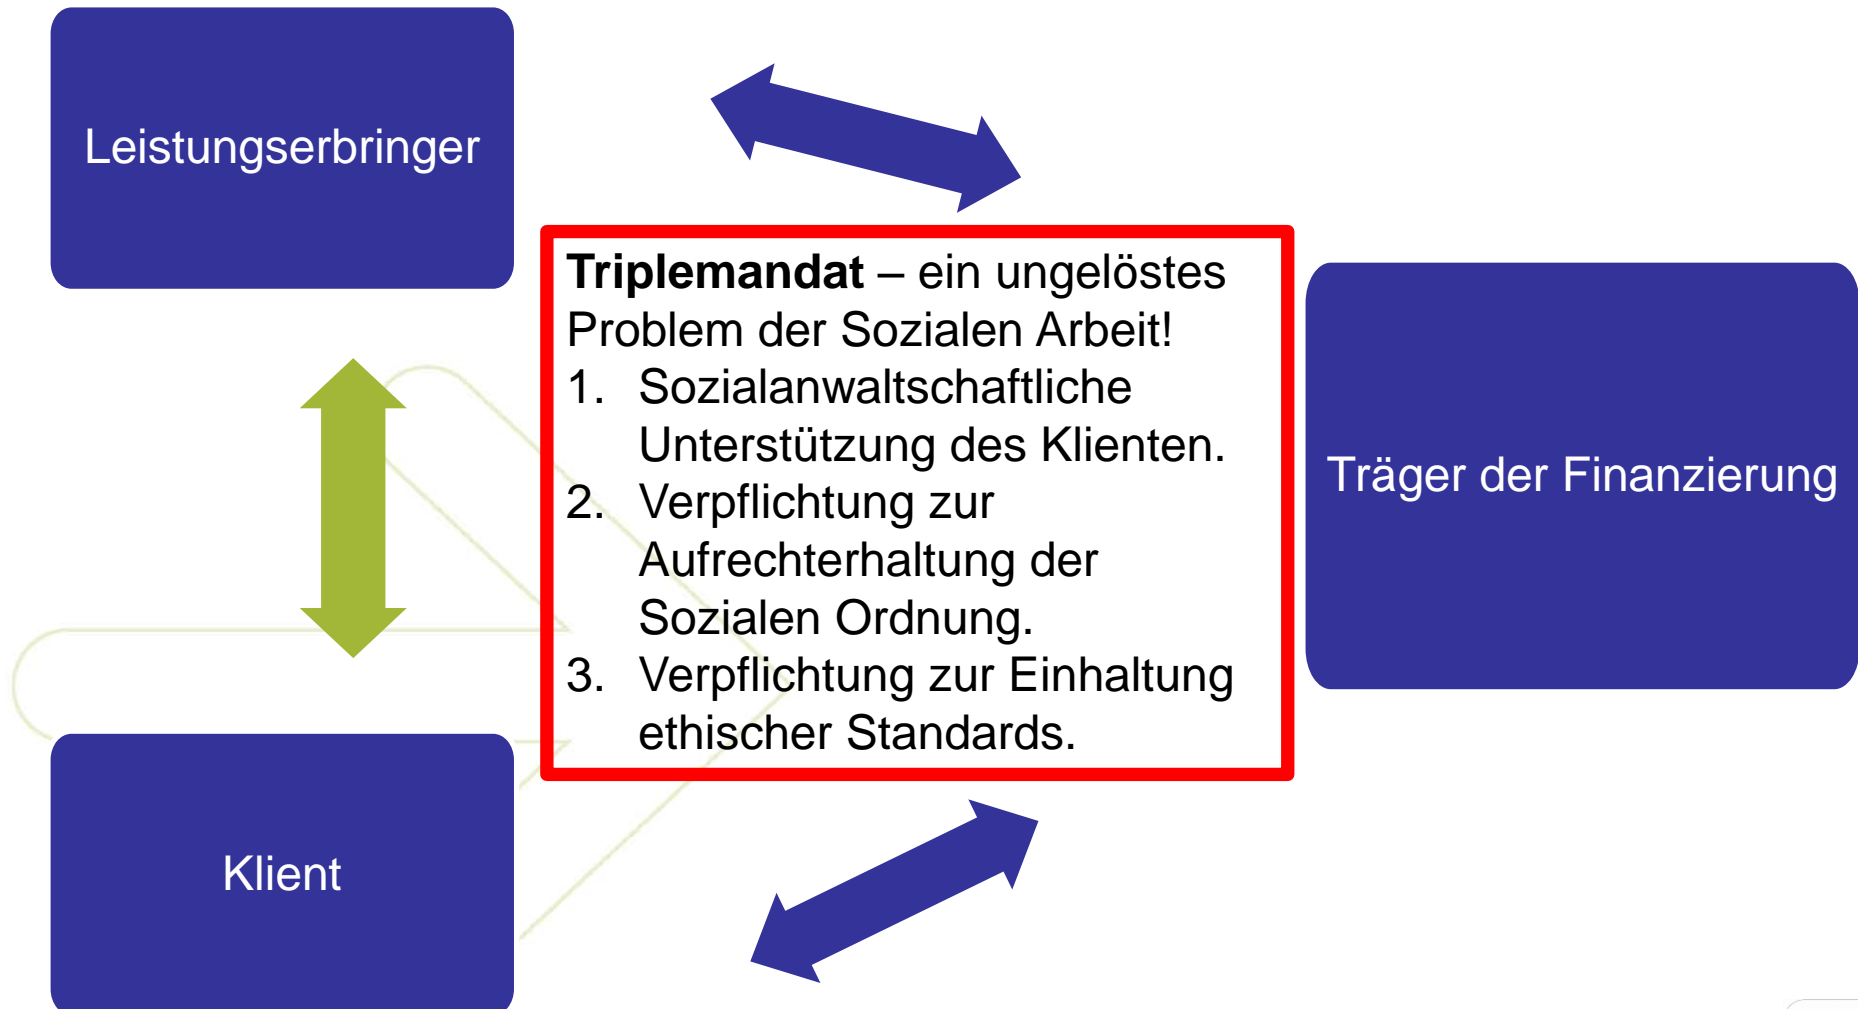 Leistungserbringer
Triplemandat – ein ungelöstes
Problem der Sozialen Arbeit!
1. Sozialanwaltschaftliche
Unterstützung des Klienten.
2. Verpflichtung zur
Aufrechterhaltung der
Sozialen Ordnung.
3. Verpflichtung zur Einhaltung
ethischer Standards.
Träger der Finanzierung
Klient